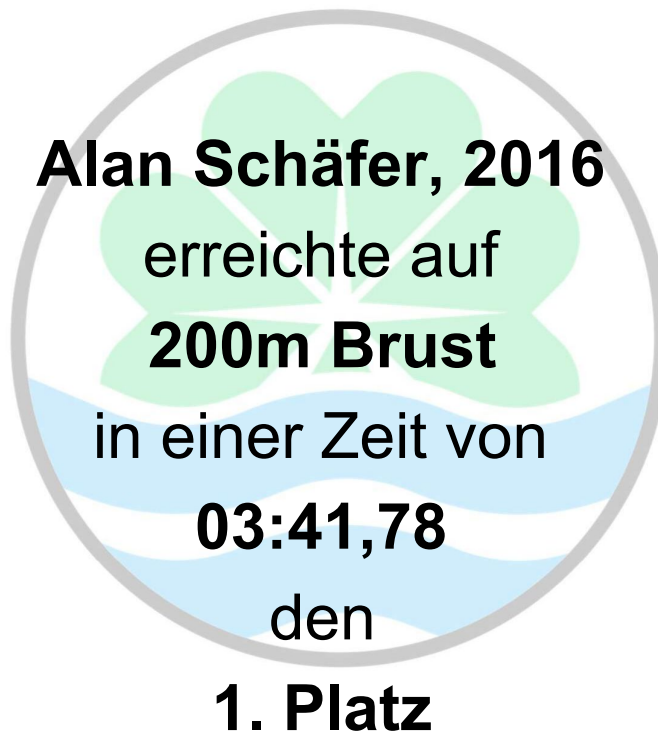 Alan Schäfer, 2016
erreichte auf
200m Brust
in einer Zeit von
03:41,78
den
1. Platz